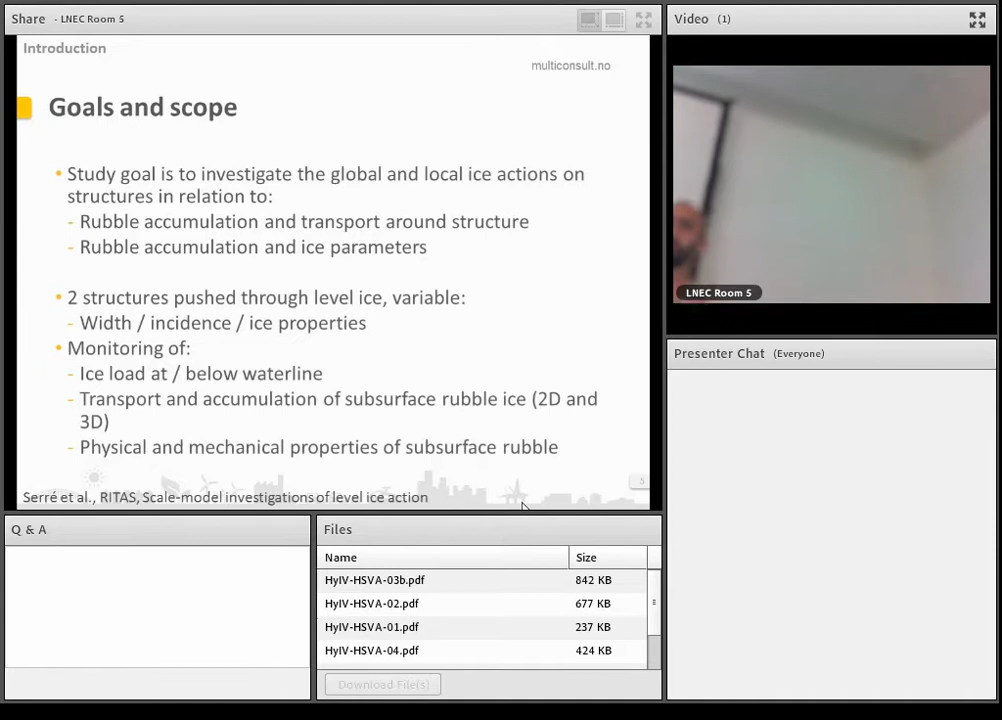 Share - LNEC Room 5
Introduction
multiconsult.no
Goals and scope
• Study goal is to investigate the global and local ice actions on
structures in relation to:
- Rubble accumulation and transport around structure
- Rubble accumulation and ice parameters
• 2 structures pushed through level ice, variable:
- Width / incidence / ice properties
• Monitoring of:
- Ice load at / below waterline
- Transport and accumulation of subsurface rubble ice (2D and
3D)
- Physical and mechanical properties of subsurface rubble
5
Serré et al., RITAS, Scale-model investigations of level ice action
Video (1)
LNEC Room 5
Presenter Chat (Everyone)
Q & A
Files
Name Size
HyIV-HSVA-03b.pdf 842 KB
HyIV-HSVA-02.pdf 677 KB
HyIV-HSVA-01.pdf 237 KB
HyIV-HSVA-04.pdf 424 KB
Download File(s)